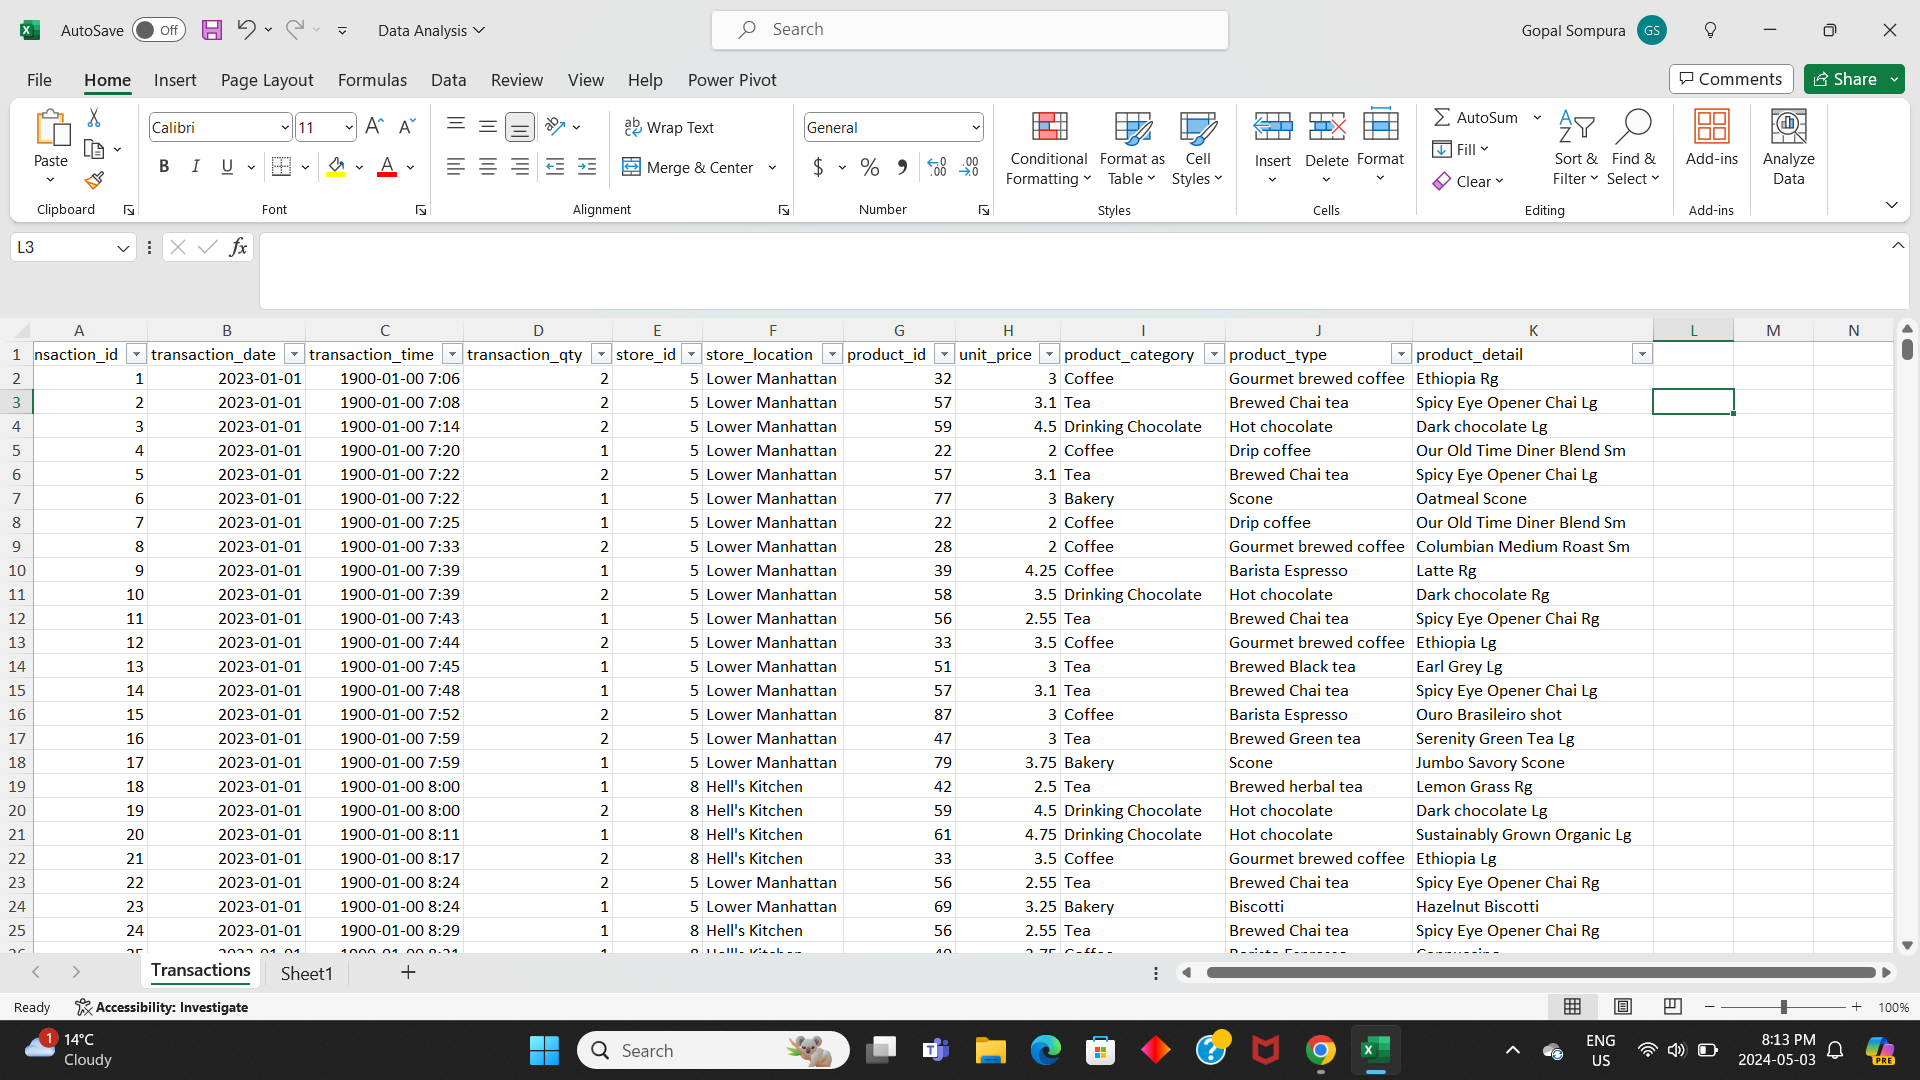 AutoSave Off Data Analysis Search Gopal Sompura GS
File Home Insert Page Layout Formulas Data Review View Help Power Pivot Comments Share
Paste Calibri 11 Wrap Text General Conditional Formatting Format as Table Cell Styles Insert Delete Format AutoSum Fill Clear Sort & Filter Find & Select Add-ins Analyze Data
B I U Merge & Center $ %
Clipboard Font Alignment Number Styles Cells Editing Add-ins
L3 fx
A B C D E F G H I J K L M N
1 nsaction_id transaction_date transaction_time transaction_qty store_id store_location product_id unit_price product_category product_type product_detail
2 1 2023-01-01 1900-01-00 7:06 2 5 Lower Manhattan 32 3 Coffee Gourmet brewed coffee Ethiopia Rg
3 2 2023-01-01 1900-01-00 7:08 2 5 Lower Manhattan 57 3.1 Tea Brewed Chai tea Spicy Eye Opener Chai Lg
4 3 2023-01-01 1900-01-00 7:14 2 5 Lower Manhattan 59 4.5 Drinking Chocolate Hot chocolate Dark chocolate Lg
5 4 2023-01-01 1900-01-00 7:20 1 5 Lower Manhattan 22 2 Coffee Drip coffee Our Old Time Diner Blend Sm
6 5 2023-01-01 1900-01-00 7:22 2 5 Lower Manhattan 57 3.1 Tea Brewed Chai tea Spicy Eye Opener Chai Lg
7 6 2023-01-01 1900-01-00 7:22 1 5 Lower Manhattan 77 3 Bakery Scone Oatmeal Scone
8 7 2023-01-01 1900-01-00 7:25 1 5 Lower Manhattan 22 2 Coffee Drip coffee Our Old Time Diner Blend Sm
9 8 2023-01-01 1900-01-00 7:33 2 5 Lower Manhattan 28 2 Coffee Gourmet brewed coffee Columbian Medium Roast Sm
10 9 2023-01-01 1900-01-00 7:39 1 5 Lower Manhattan 39 4.25 Coffee Barista Espresso Latte Rg
11 10 2023-01-01 1900-01-00 7:39 2 5 Lower Manhattan 58 3.5 Drinking Chocolate Hot chocolate Dark chocolate Rg
12 11 2023-01-01 1900-01-00 7:43 1 5 Lower Manhattan 56 2.55 Tea Brewed Chai tea Spicy Eye Opener Chai Rg
13 12 2023-01-01 1900-01-00 7:44 2 5 Lower Manhattan 33 3.5 Coffee Gourmet brewed coffee Ethiopia Lg
14 13 2023-01-01 1900-01-00 7:45 1 5 Lower Manhattan 51 3 Tea Brewed Black tea Earl Grey Lg
15 14 2023-01-01 1900-01-00 7:48 1 5 Lower Manhattan 57 3.1 Tea Brewed Chai tea Spicy Eye Opener Chai Lg
16 15 2023-01-01 1900-01-00 7:52 2 5 Lower Manhattan 87 3 Coffee Barista Espresso Ouro Brasileiro shot
17 16 2023-01-01 1900-01-00 7:59 2 5 Lower Manhattan 47 3 Tea Brewed Green tea Serenity Green Tea Lg
18 17 2023-01-01 1900-01-00 7:59 1 5 Lower Manhattan 79 3.75 Bakery Scone Jumbo Savory Scone
19 18 2023-01-01 1900-01-00 8:00 1 8 Hell's Kitchen 42 2.5 Tea Brewed herbal tea Lemon Grass Rg
20 19 2023-01-01 1900-01-00 8:00 2 8 Hell's Kitchen 59 4.5 Drinking Chocolate Hot chocolate Dark chocolate Lg
21 20 2023-01-01 1900-01-00 8:11 1 8 Hell's Kitchen 61 4.75 Drinking Chocolate Hot chocolate Sustainably Grown Organic Lg
22 21 2023-01-01 1900-01-00 8:17 2 8 Hell's Kitchen 33 3.5 Coffee Gourmet brewed coffee Ethiopia Lg
23 22 2023-01-01 1900-01-00 8:24 2 5 Lower Manhattan 56 2.55 Tea Brewed Chai tea Spicy Eye Opener Chai Rg
24 23 2023-01-01 1900-01-00 8:24 1 5 Lower Manhattan 69 3.25 Bakery Biscotti Hazelnut Biscotti
25 24 2023-01-01 1900-01-00 8:29 1 8 Hell's Kitchen 56 2.55 Tea Brewed Chai tea Spicy Eye Opener Chai Rg
Transactions Sheet1
Ready Accessibility: Investigate 100%
1 14°C Search ENG 8:13 PM
Cloudy US 2024-05-03